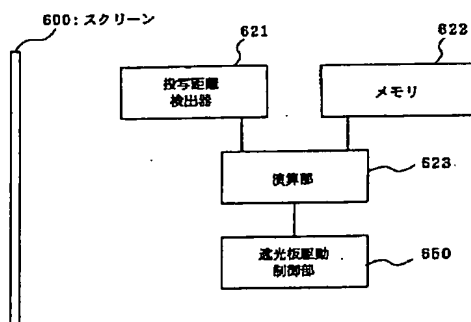 600:スクリーン
621
622
投写距離
検出器
メモリ
623
演算部
遮光板駆動
制御部
650